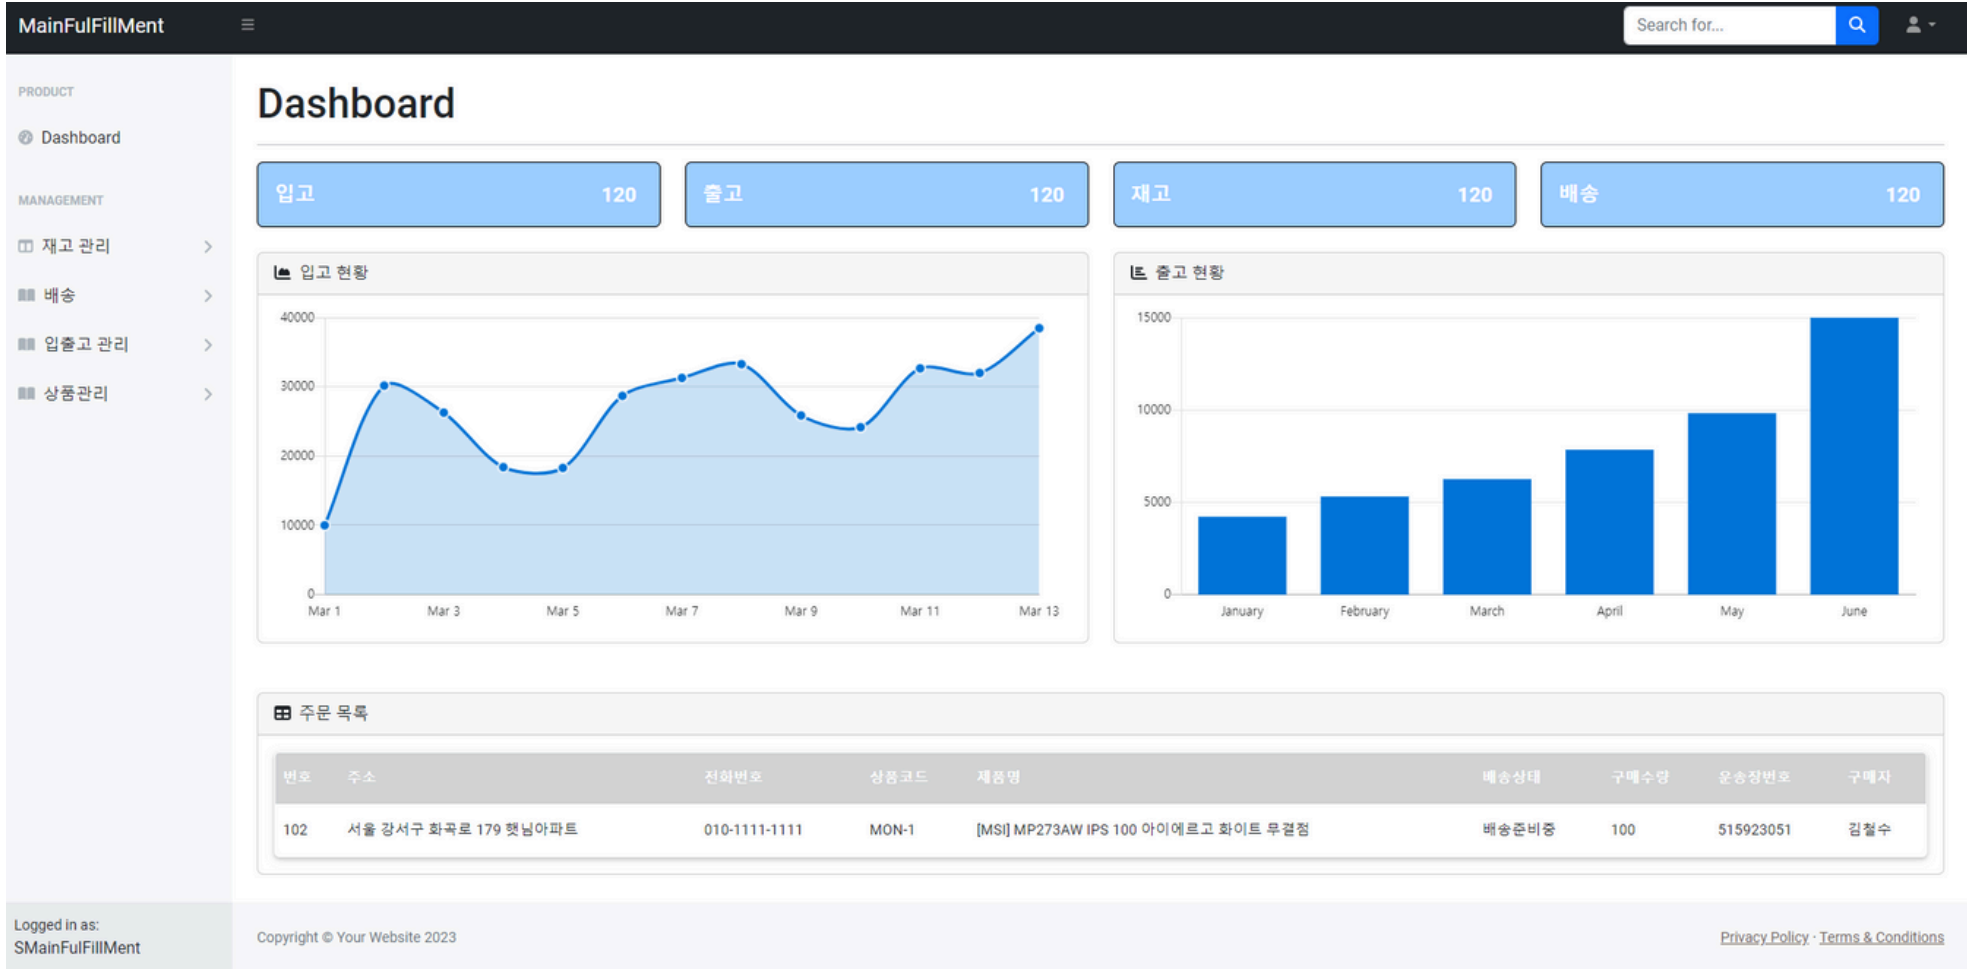 MainFulFillMent
Search for...
PRODUCT
Dashboard
MANAGEMENT
재고 관리
배송
입출고 관리
상품관리
Logged in as:
SMainFulFillMent
Dashboard
입고 120
출고 120
재고 120
배송 120
입고 현황
40000
30000
20000
10000
0
Mar 1 Mar 3 Mar 5 Mar 7 Mar 9 Mar 11 Mar 13
출고 현황
15000
10000
5000
0
January February March April May June
주문 목록
번호 주소 전화번호 상품코드 제품명 배송상태 구매수량 운송장번호 구매자
102 서울 강서구 화곡로 179 햇님아파트 010-1111-1111 MON-1 [MSI] MP273AW IPS 100 아이에르고 화이트 무결점 배송준비중 100 515923051 김철수
Copyright © Your Website 2023
Privacy Policy · Terms & Conditions